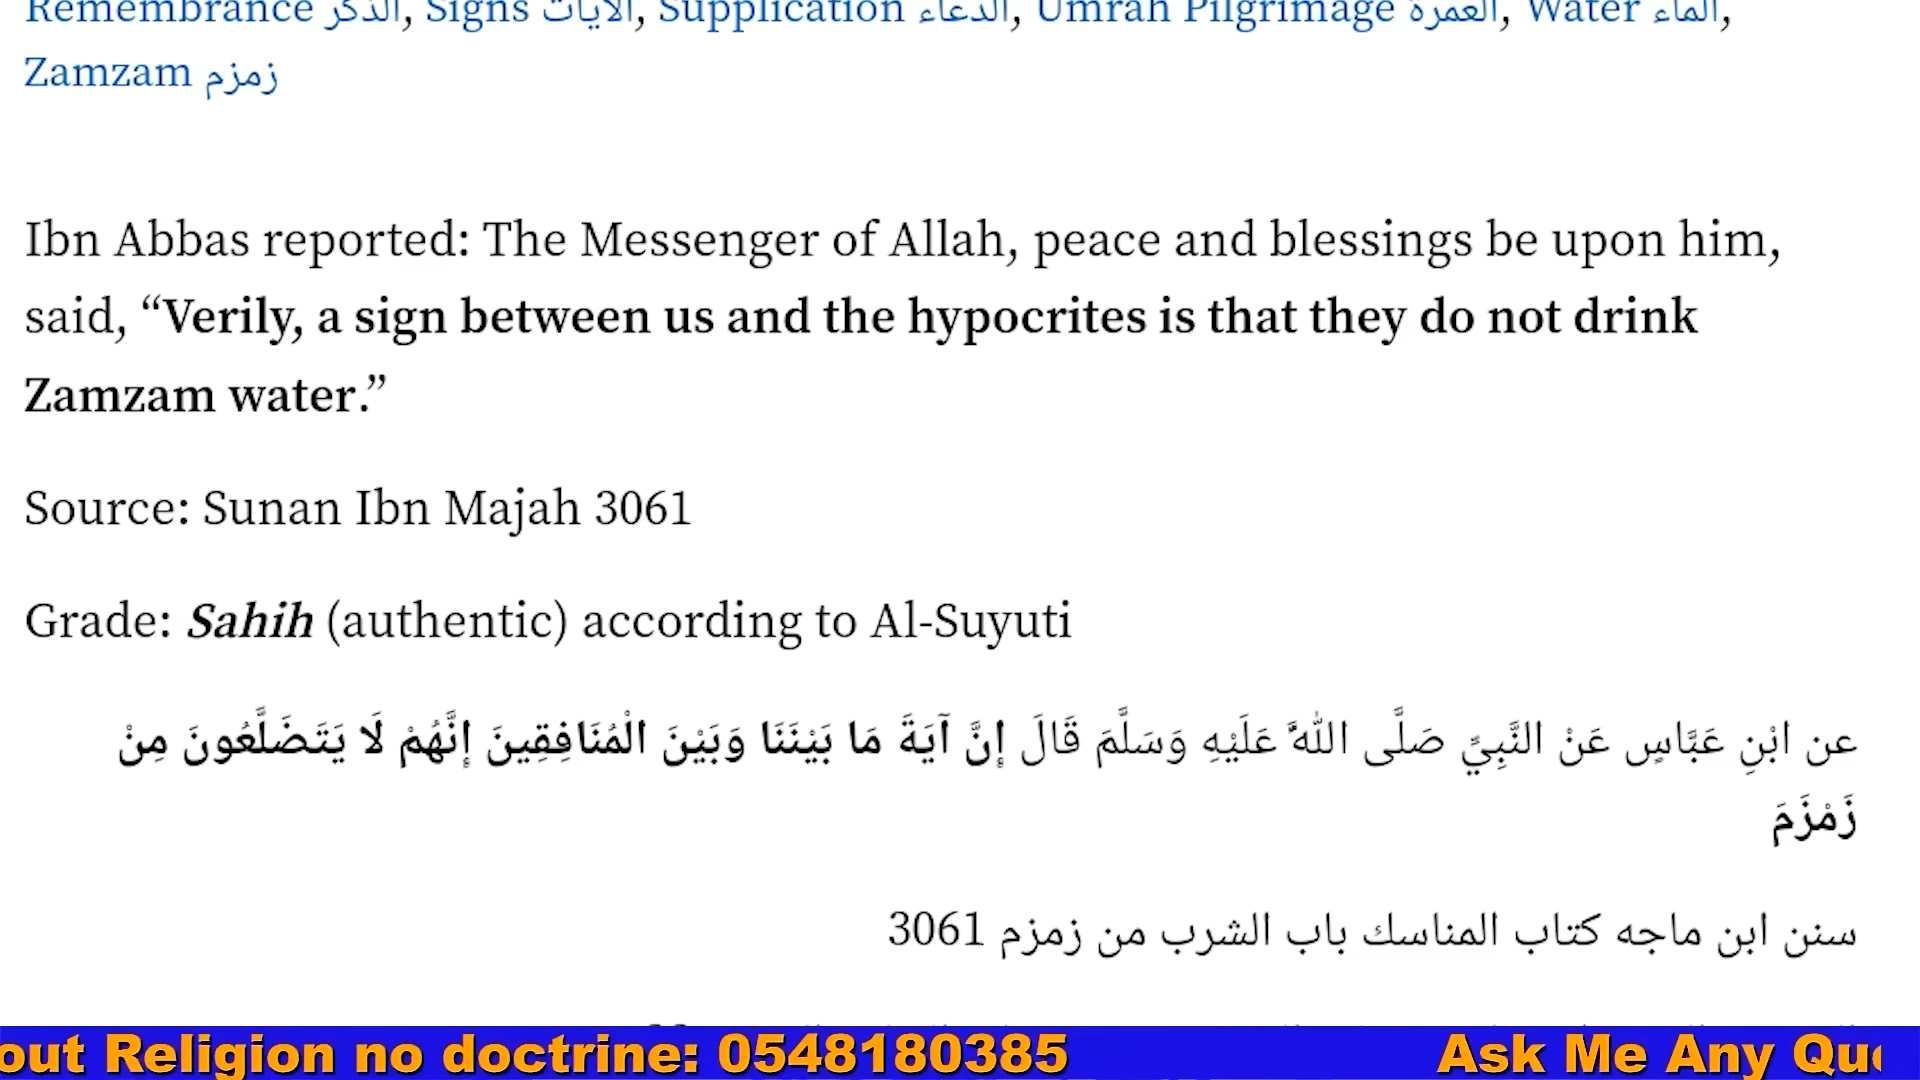 Remembrance الذكر, Signs الآيات, Supplication الدعاء, Umrah Pilgrimage العمرة, Water الماء,
Zamzam زمزم
Ibn Abbas reported: The Messenger of Allah, peace and blessings be upon him,
said, “Verily, a sign between us and the hypocrites is that they do not drink
Zamzam water.”
Source: Sunan Ibn Majah 3061
Grade: Sahih (authentic) according to Al-Suyuti
عن ابْنِ عَبَّاسٍ عَنْ النَّبِيِّ صَلَّى اللَّهُ عَلَيْهِ وَسَلَّمَ قَالَ إِنَّ آيَةَ مَا بَيْنَنَا وَبَيْنَ الْمُنَافِقِينَ إِنَّهُمْ لَا يَتَضَلَّعُونَ مِنْ
زَمْزَمَ
سنن ابن ماجه كتاب المناسك باب الشرب من زمزم 3061
out Religion no doctrine: 0548180385 Ask Me Any Que